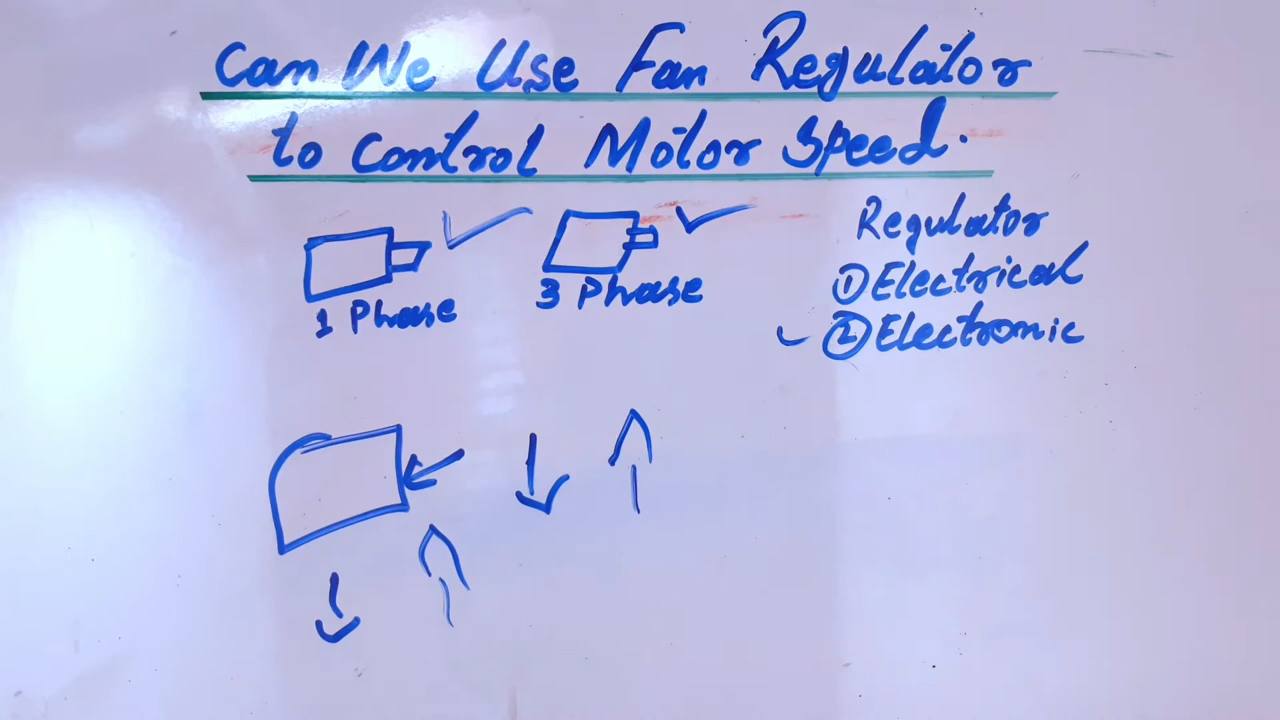 Can We Use Fan Regulator
to Control Motor Speed.
1 Phase
3 Phase
Regulator
① Electrical
② Electronic